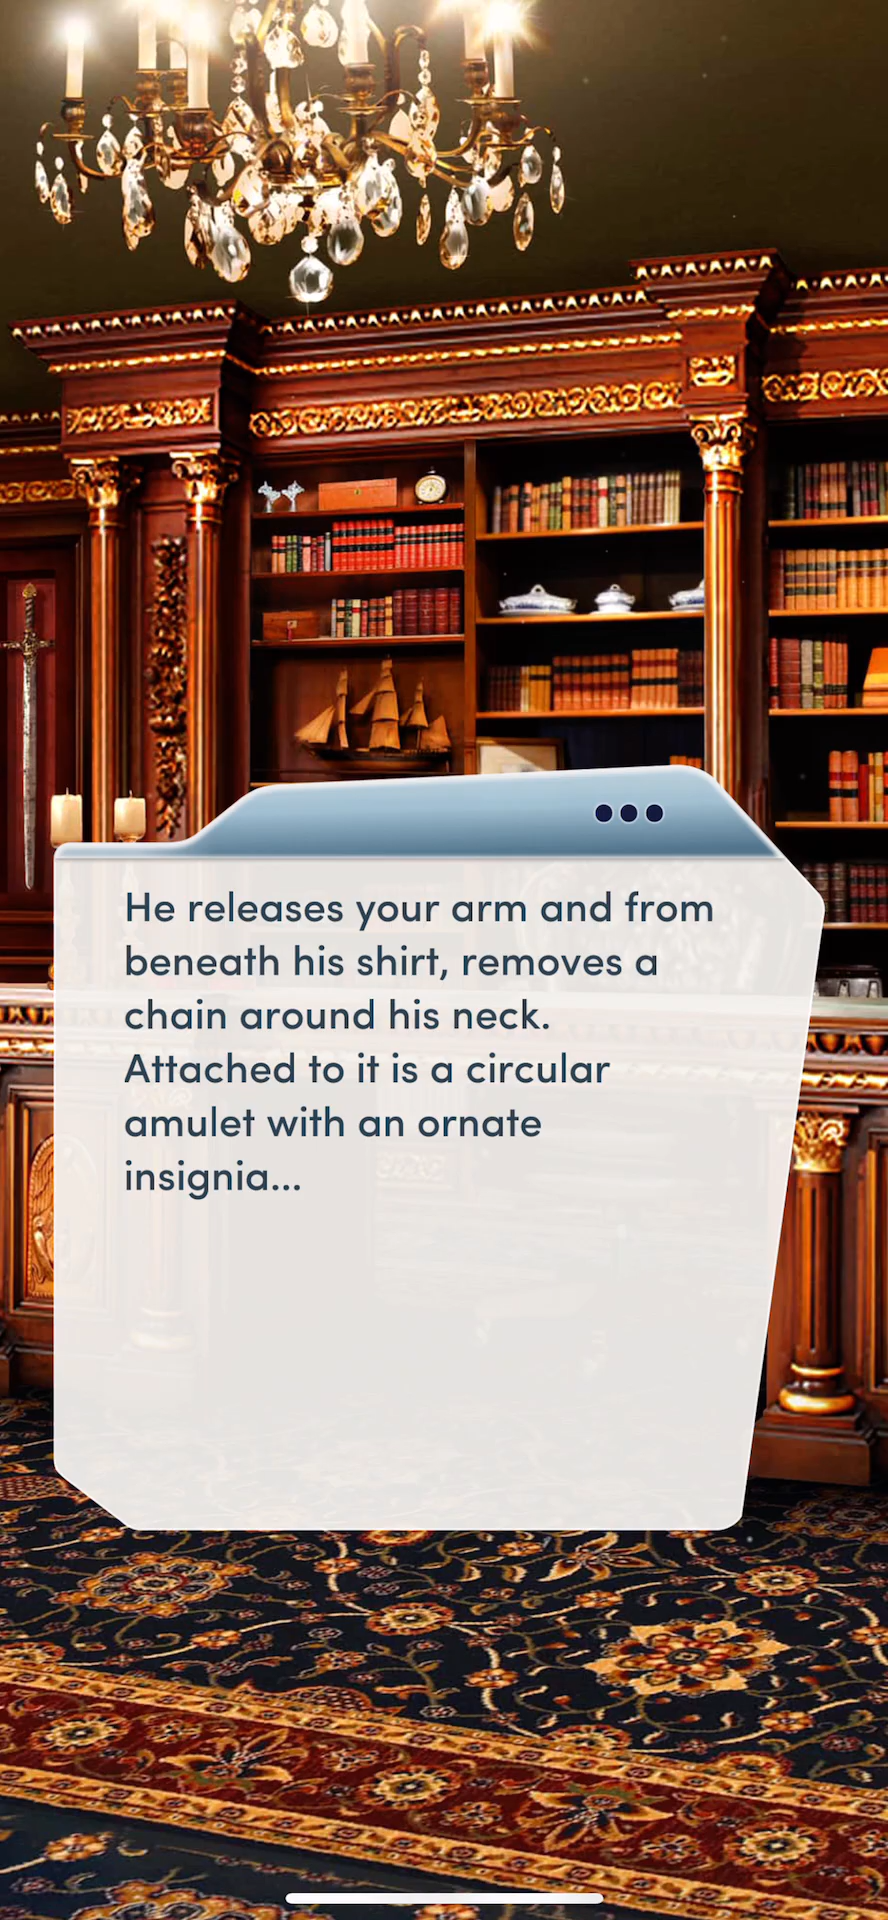 He releases your arm and from
beneath his shirt, removes a
chain around his neck.
Attached to it is a circular
amulet with an ornate
insignia...